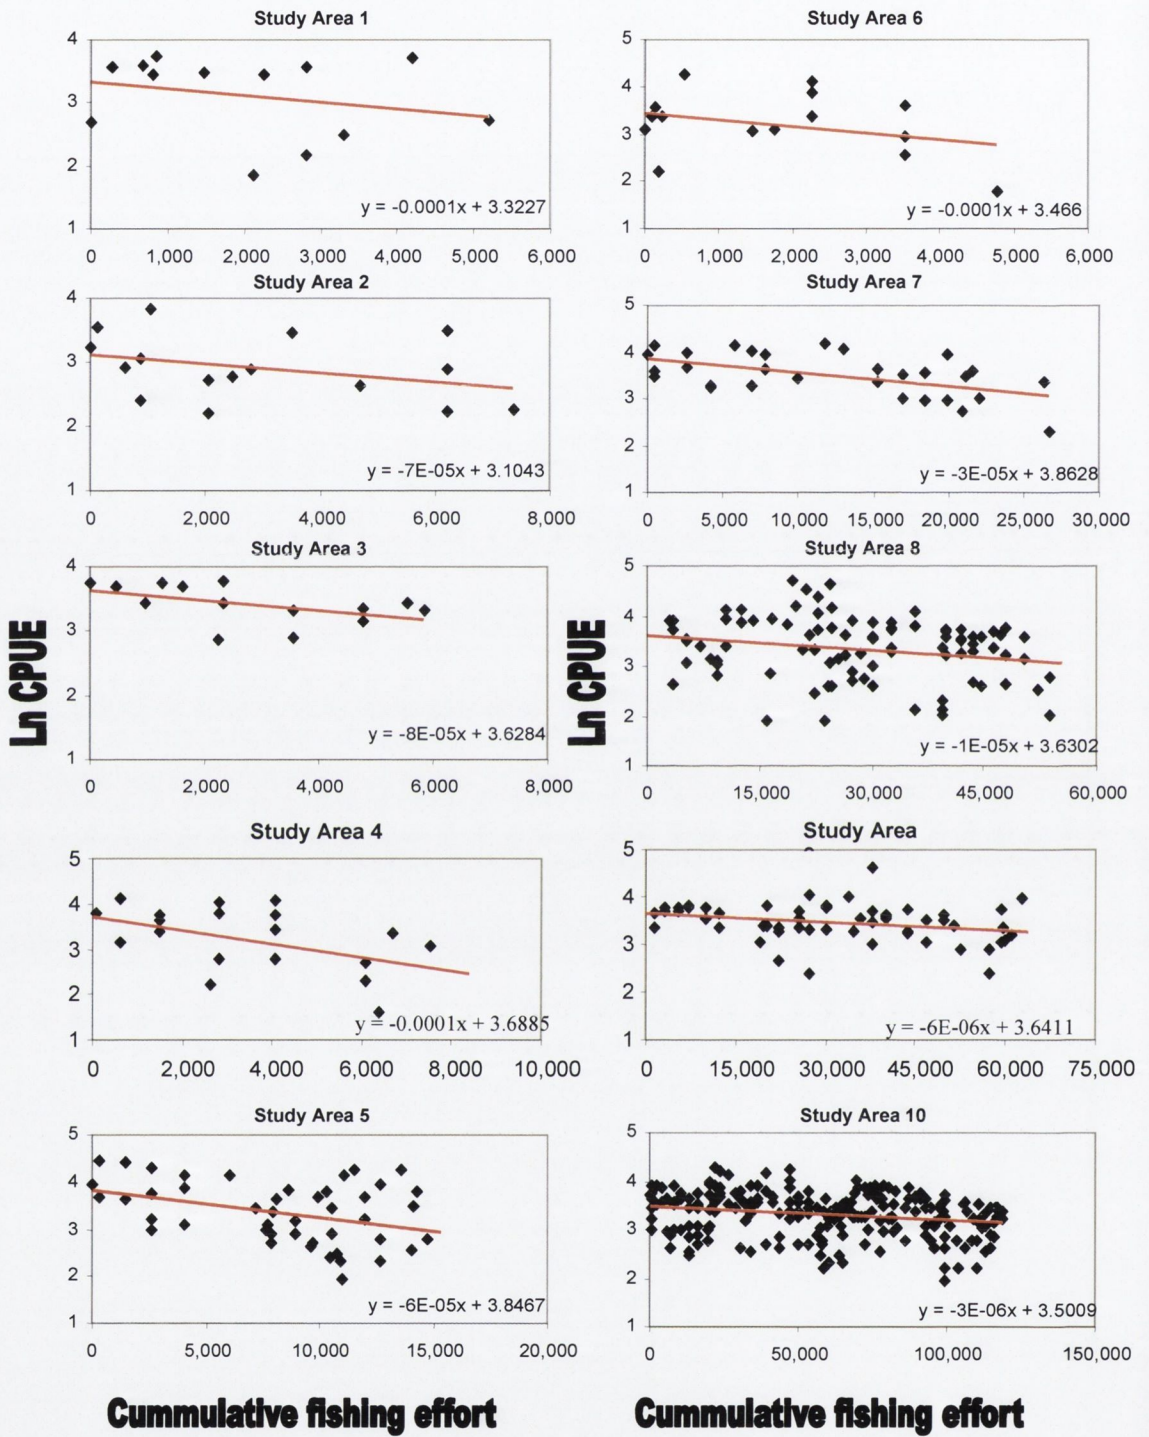 Study Area 1
4
3
2
1
y = -0.0001x + 3.3227
0 1,000 2,000 3,000 4,000 5,000 6,000
Study Area 2
4
3
2
1
y = -7E-05x + 3.1043
0 2,000 4,000 6,000 8,000
Study Area 3
4
3
2
1
y = -8E-05x + 3.6284
0 2,000 4,000 6,000 8,000
Ln CPUE
Study Area 4
5
4
3
2
1
y = -0.0001x + 3.6885
0 2,000 4,000 6,000 8,000 10,000
Study Area 5
5
4
3
2
1
y = -6E-05x + 3.8467
0 5,000 10,000 15,000 20,000
Cummulative fishing effort
Study Area 6
5
4
3
2
1
y = -0.0001x + 3.466
0 1,000 2,000 3,000 4,000 5,000 6,000
Study Area 7
5
4
3
2
1
y = -3E-05x + 3.8628
0 5,000 10,000 15,000 20,000 25,000 30,000
Study Area 8
5
4
3
2
1
y = -1E-05x + 3.6302
0 15,000 30,000 45,000 60,000
Ln CPUE
Study Area
5
4
3
2
1
y = -6E-06x + 3.6411
0 15,000 30,000 45,000 60,000 75,000
Study Area 10
5
4
3
2
1
y = -3E-06x + 3.5009
0 50,000 100,000 150,000
Cummulative fishing effort